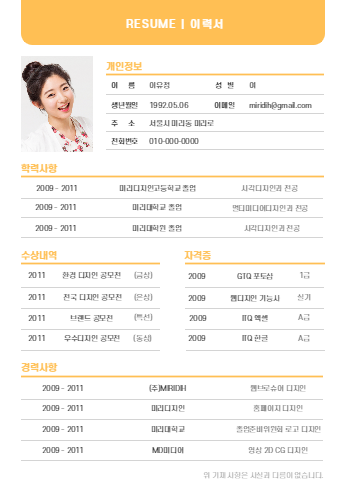 RESUME | 이력서
개인정보
이 름 이유정 성 별 여
생년월일 1992.05.06 이메일 miridih@gmail.com
주 소 서울시 미리동 미리로
전화번호 010-000-0000
학력사항
2009 - 2011 미리디자인고등학교 졸업 시각디자인과 전공
2009 - 2011 미리대학교 졸업 멀티미디어디자인과 전공
2009 - 2011 미리대학원 졸업 시각디자인과 전공
수상내역
2011 환경 디자인 공모전 (금상)
2011 전국 디자인 공모전 (은상)
2011 브랜드 공모전 (특선)
2011 우수디자인 공모전 (동상)
자격증
2009 GTQ 포토샵 1급
2009 웹디자인 기능사 실기
2009 ITQ 엑셀 A급
2009 ITQ 한글 A급
경력사항
2009 - 2011 (주)MIRIDIH 웹브로슈어 디자인
2009 - 2011 미리디자인 홈페이지 디자인
2009 - 2011 미리대학교 졸업준비위원회 로고 디자인
2009 - 2011 MD미디어 영상 2D CG 디자인
위 기재 사항은 사실과 다름이 없습니다.